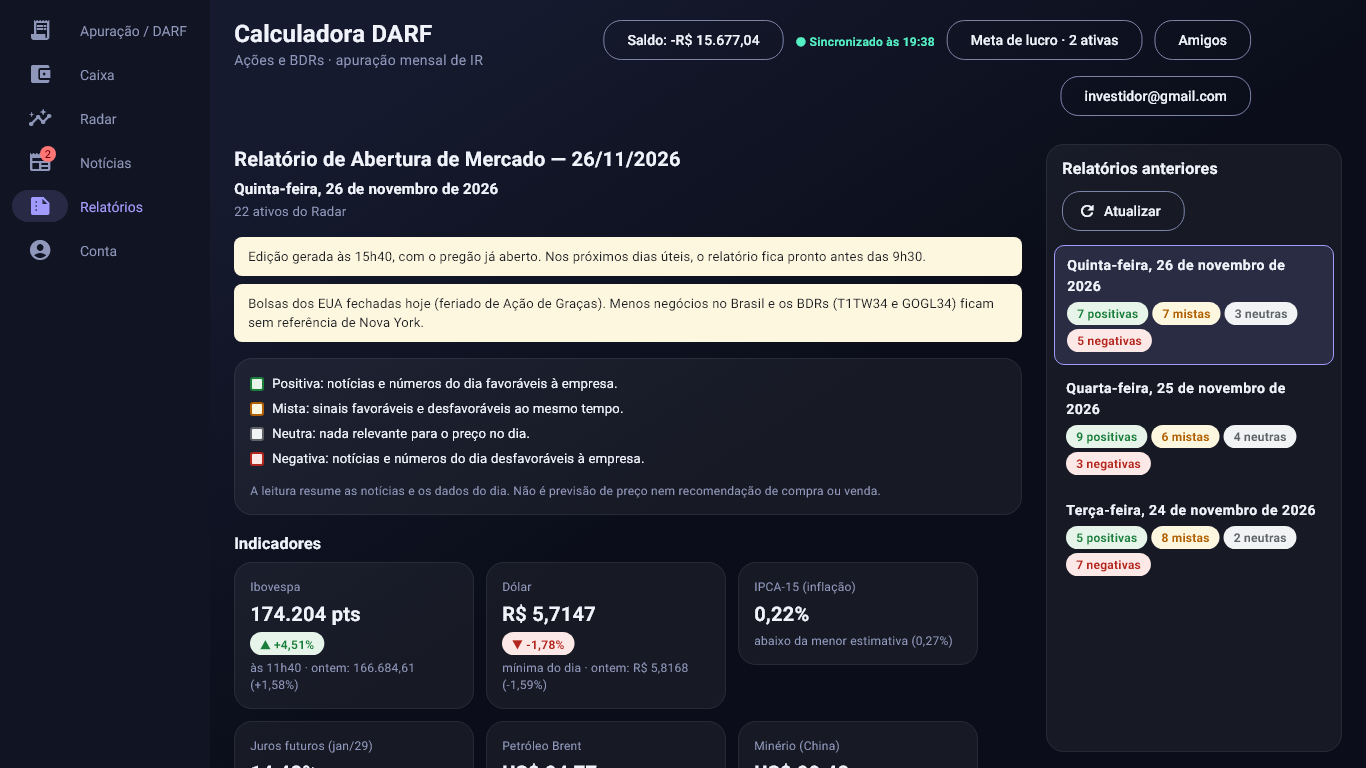 Apuração / DARF
Caixa
Radar
2
Notícias
Relatórios
Conta
Calculadora DARF
Ações e BDRs · apuração mensal de IR
Saldo: -R$ 15.677,04
Sincronizado às 19:38
Meta de lucro · 2 ativas
Amigos
investidor@gmail.com
Relatório de Abertura de Mercado — 26/11/2026
Quinta-feira, 26 de novembro de 2026
22 ativos do Radar
Edição gerada às 15h40, com o pregão já aberto. Nos próximos dias úteis, o relatório fica pronto antes das 9h30.
Bolsas dos EUA fechadas hoje (feriado de Ação de Graças). Menos negócios no Brasil e os BDRs (T1TW34 e GOGL34) ficam
sem referência de Nova York.
Positiva: notícias e números do dia favoráveis à empresa.
Mista: sinais favoráveis e desfavoráveis ao mesmo tempo.
Neutra: nada relevante para o preço no dia.
Negativa: notícias e números do dia desfavoráveis à empresa.
A leitura resume as notícias e os dados do dia. Não é previsão de preço nem recomendação de compra ou venda.
Indicadores
Ibovespa
174.204 pts
▲ +4,51%
às 11h40 · ontem: 166.684,61
(+1,58%)
Dólar
R$ 5,7147
▼ -1,78%
mínima do dia · ontem: R$ 5,8168
(-1,59%)
IPCA-15 (inflação)
0,22%
abaixo da menor estimativa (0,27%)
Juros futuros (jan/29)
Petróleo Brent
Minério (China)
Relatórios anteriores
Atualizar
Quinta-feira, 26 de novembro de
2026
7 positivas
7 mistas
3 neutras
5 negativas
Quarta-feira, 25 de novembro de
2026
9 positivas
6 mistas
4 neutras
3 negativas
Terça-feira, 24 de novembro de 2026
5 positivas
8 mistas
2 neutras
7 negativas